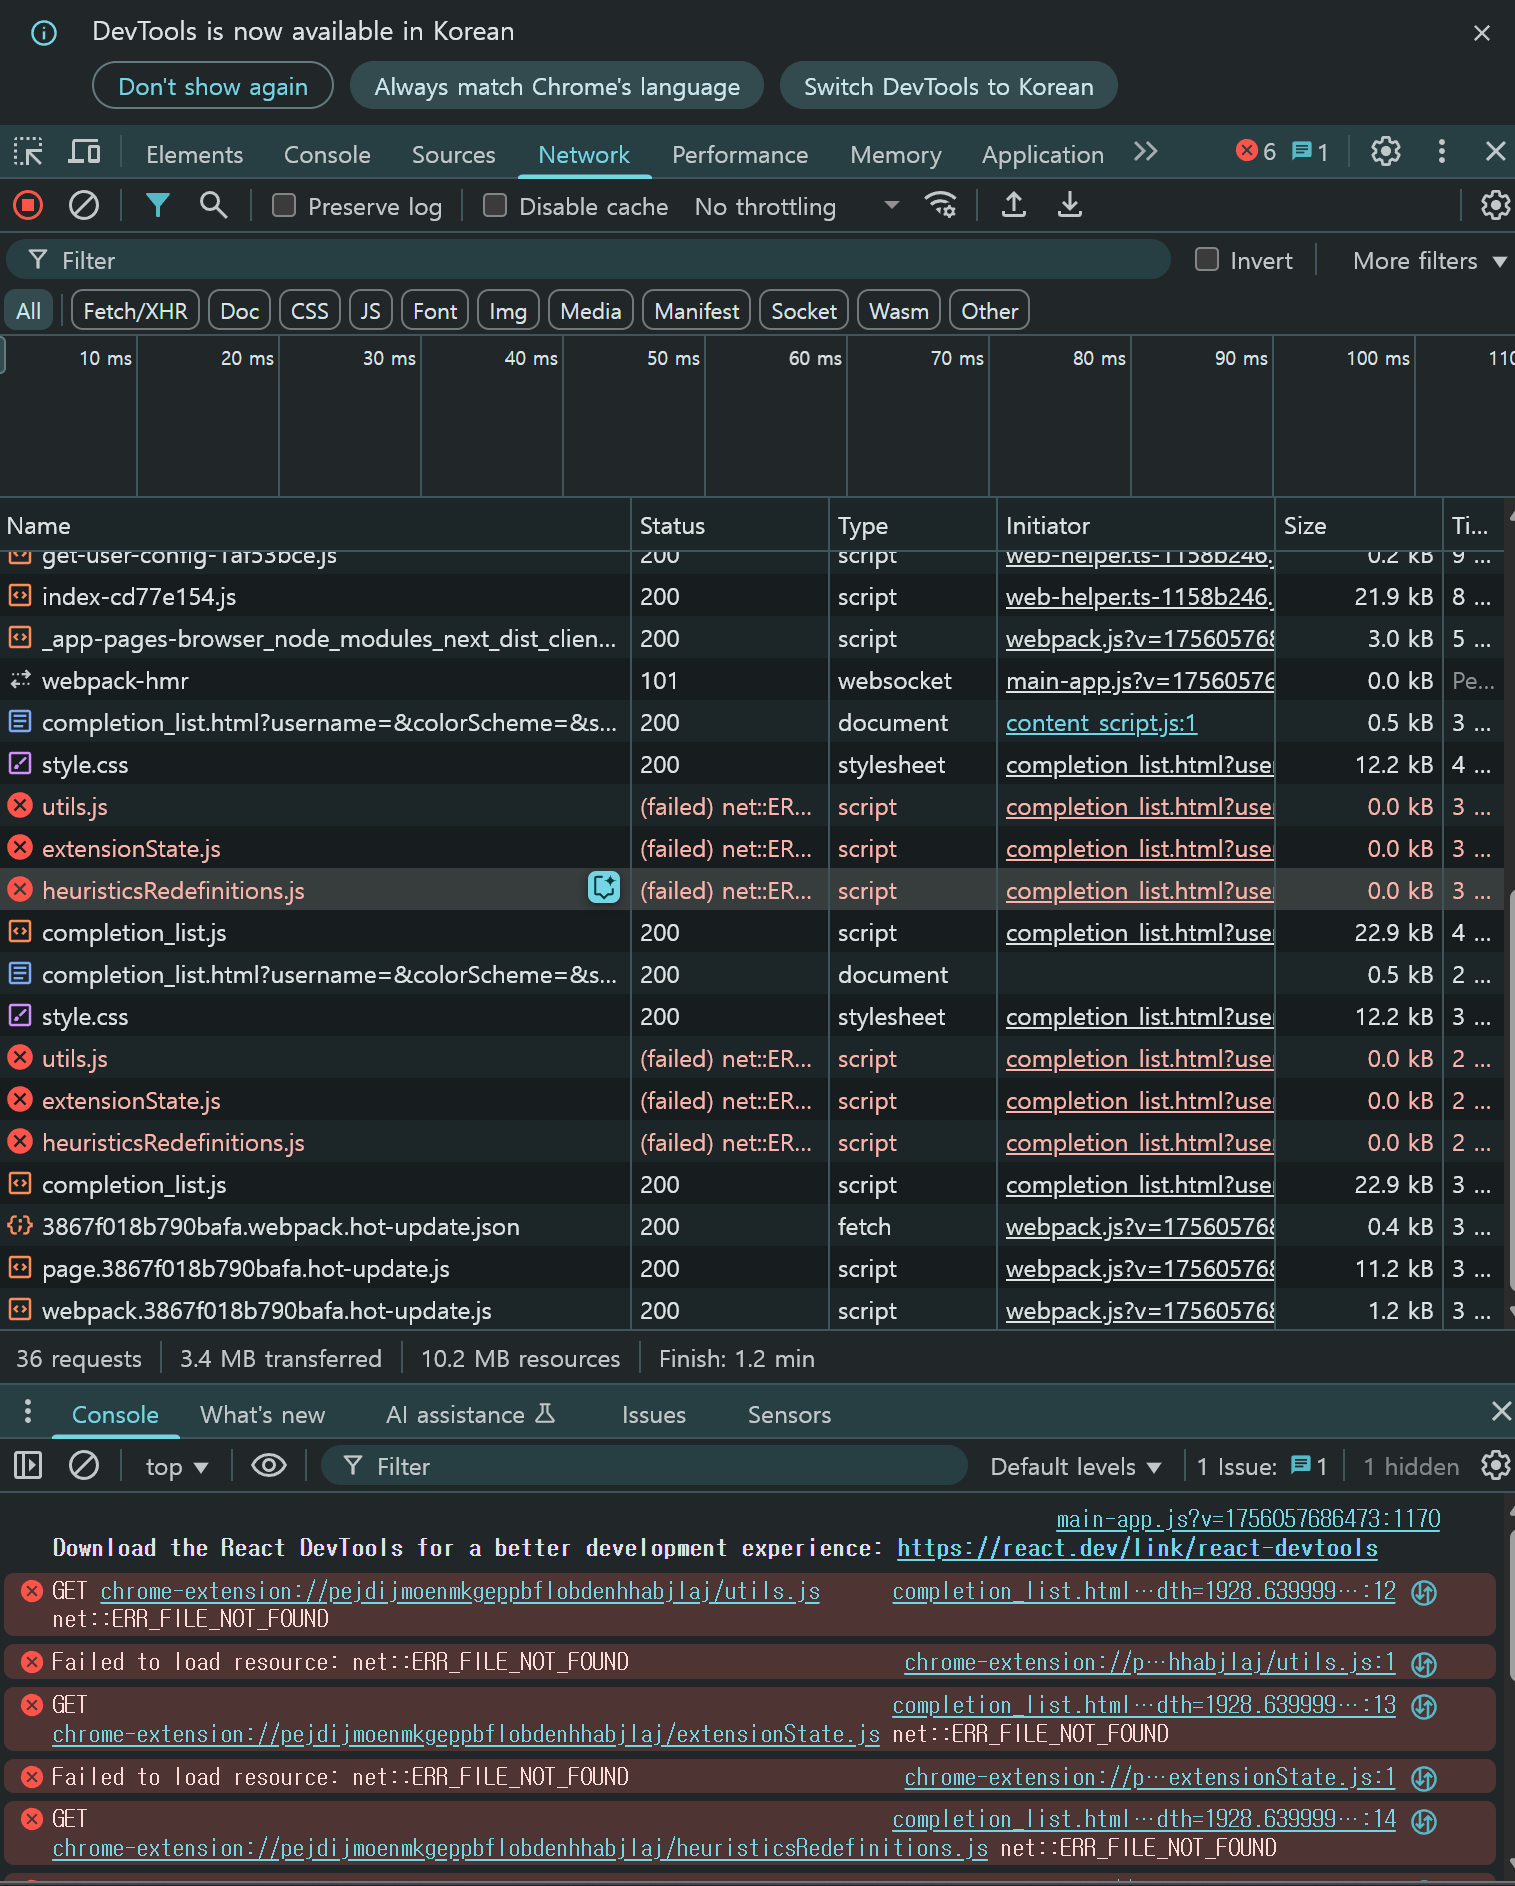 DevTools is now available in Korean
Don't show again
Always match Chrome's language
Switch DevTools to Korean
Elements Console Sources Network Performance Memory Application 6 1
Preserve log Disable cache No throttling
Filter Invert More filters
All Fetch/XHR Doc CSS JS Font Img Media Manifest Socket Wasm Other
10 ms 20 ms 30 ms 40 ms 50 ms 60 ms 70 ms 80 ms 90 ms 100 ms 110
Name Status Type Initiator Size Ti...
get-user-config-1af53bce.js 200 script web-helper.ts-1158b246. 0.2 kB 9 ...
index-cd77e154.js 200 script web-helper.ts-1158b246. 21.9 kB 8 ...
_app-pages-browser_node_modules_next_dist_clien... 200 script webpack.js?v=175605768 3.0 kB 5 ...
webpack-hmr 101 websocket main-app.js?v=17560576 0.0 kB Pe...
completion_list.html?username=&colorScheme=&s... 200 document content_script.js:1 0.5 kB 3 ...
style.css 200 stylesheet completion_list.html?use 12.2 kB 4 ...
utils.js (failed) net::ER... script completion_list.html?use 0.0 kB 3 ...
extensionState.js (failed) net::ER... script completion_list.html?use 0.0 kB 3 ...
heuristicsRedefinitions.js (failed) net::ER... script completion_list.html?use 0.0 kB 3 ...
completion_list.js 200 script completion_list.html?use 22.9 kB 4 ...
completion_list.html?username=&colorScheme=&s... 200 document 0.5 kB 2 ...
style.css 200 stylesheet completion_list.html?use 12.2 kB 3 ...
utils.js (failed) net::ER... script completion_list.html?use 0.0 kB 2 ...
extensionState.js (failed) net::ER... script completion_list.html?use 0.0 kB 2 ...
heuristicsRedefinitions.js (failed) net::ER... script completion_list.html?use 0.0 kB 2 ...
completion_list.js 200 script completion_list.html?use 22.9 kB 3 ...
3867f018b790bafa.webpack.hot-update.json 200 fetch webpack.js?v=175605768 0.4 kB 3 ...
page.3867f018b790bafa.hot-update.js 200 script webpack.js?v=175605768 11.2 kB 3 ...
webpack.3867f018b790bafa.hot-update.js 200 script webpack.js?v=175605768 1.2 kB 3 ...
36 requests 3.4 MB transferred 10.2 MB resources Finish: 1.2 min
Console What's new AI assistance Issues Sensors
top Filter Default levels 1 Issue: 1 1 hidden
main-app.js?v=1756057686473:1170
Download the React DevTools for a better development experience: https://react.dev/link/react-devtools
GET chrome-extension://pejdijmoenmkgeppbflobdenhhabjlaj/utils.js completion_list.html…dth=1928.639999…:12
net::ERR_FILE_NOT_FOUND
Failed to load resource: net::ERR_FILE_NOT_FOUND chrome-extension://p…hhabjlaj/utils.js:1
GET completion_list.html…dth=1928.639999…:13
chrome-extension://pejdijmoenmkgeppbflobdenhhabjlaj/extensionState.js net::ERR_FILE_NOT_FOUND
Failed to load resource: net::ERR_FILE_NOT_FOUND chrome-extension://p…extensionState.js:1
GET completion_list.html…dth=1928.639999…:14
chrome-extension://pejdijmoenmkgeppbflobdenhhabjlaj/heuristicsRedefinitions.js net::ERR_FILE_NOT_FOUND